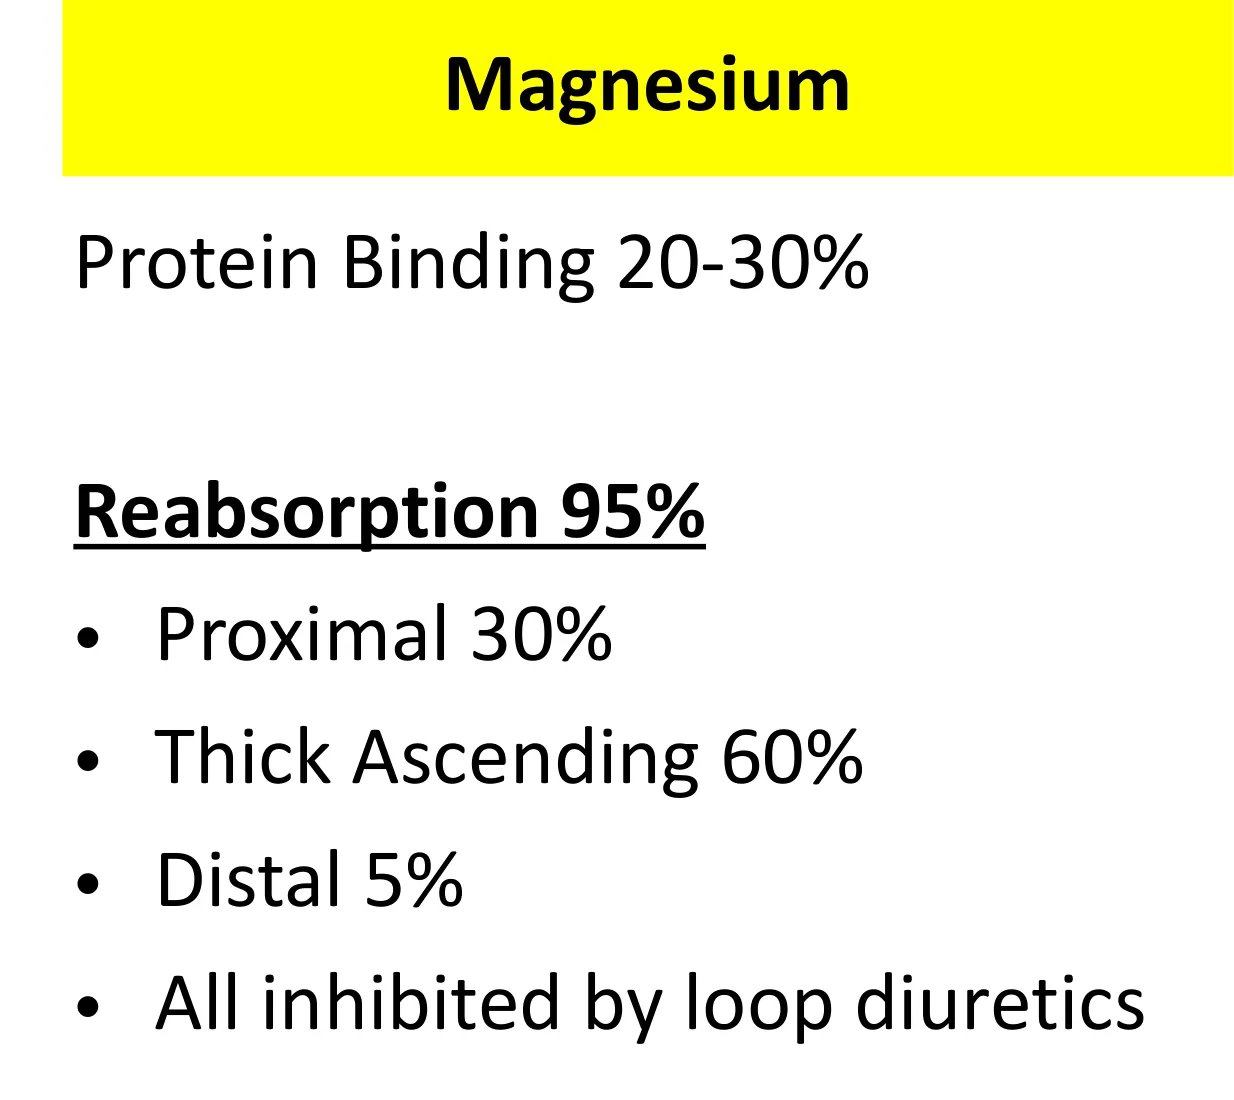 Magnesium
Protein Binding 20-30%
Reabsorption 95%
• Proximal 30%
• Thick Ascending 60%
• Distal 5%
• All inhibited by loop diuretics